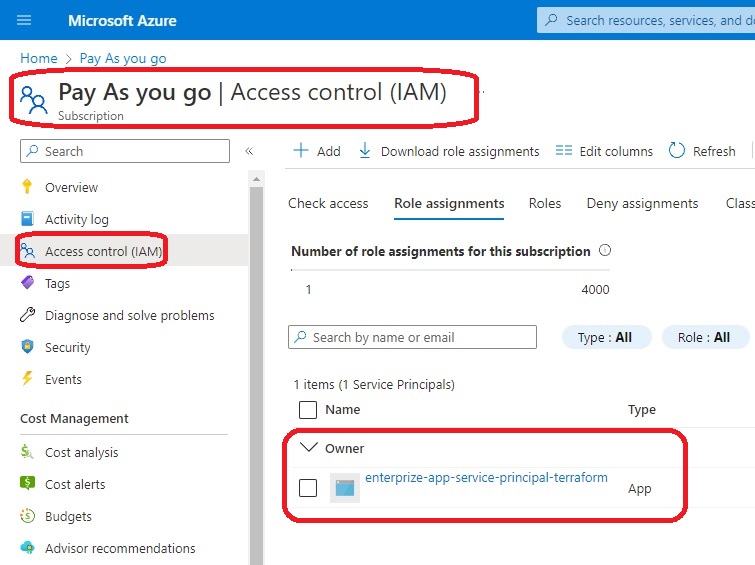 Microsoft Azure
Search resources, services, and do
Home > Pay As you go
Pay As you go | Access control (IAM)
Subscription
Search
Add
Download role assignments
Edit columns
Refresh
Overview
Activity log
Access control (IAM)
Tags
Diagnose and solve problems
Security
Events
Cost Management
Cost analysis
Cost alerts
Budgets
Advisor recommendations
Check access
Role assignments
Roles
Deny assignments
Class
Number of role assignments for this subscription
1
4000
Search by name or email
Type : All
Role : All
1 items (1 Service Principals)
Name
Type
Owner
enterprize-app-service-principal-terraform
App